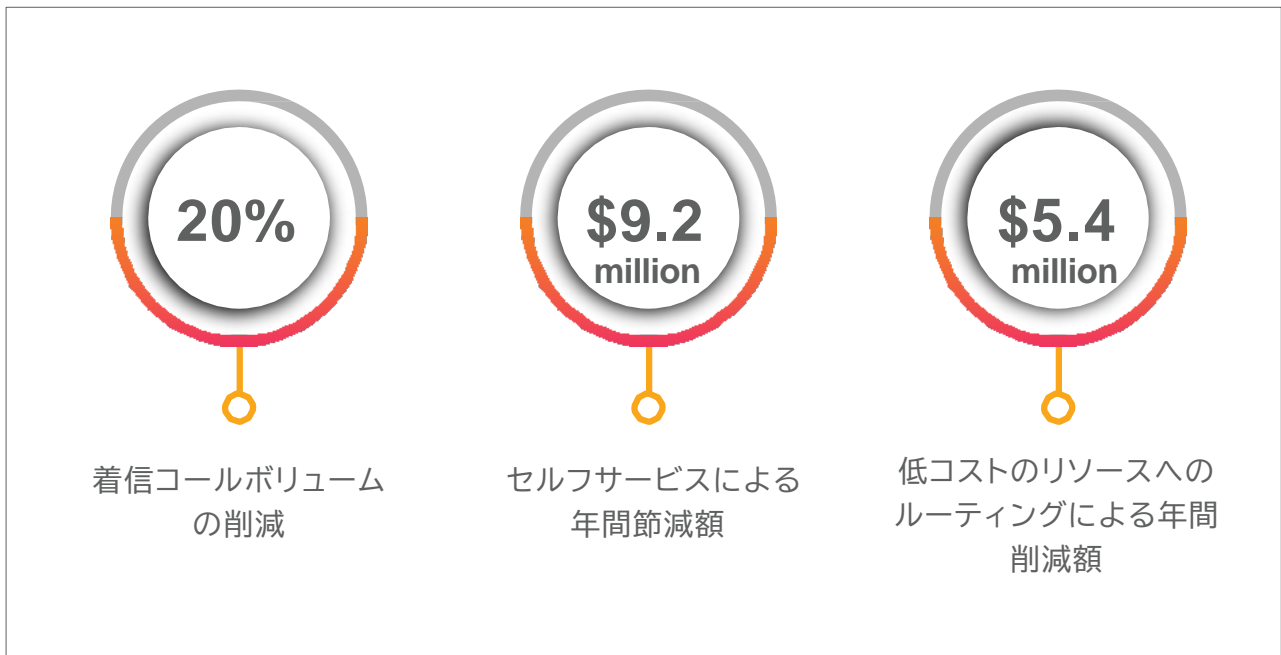 20%
着信コールボリューム
の削減
$9.2
million
セルフサービスによる
年間節減額
$5.4
million
低コストのリソースへの
ルーティングによる年間
削減額